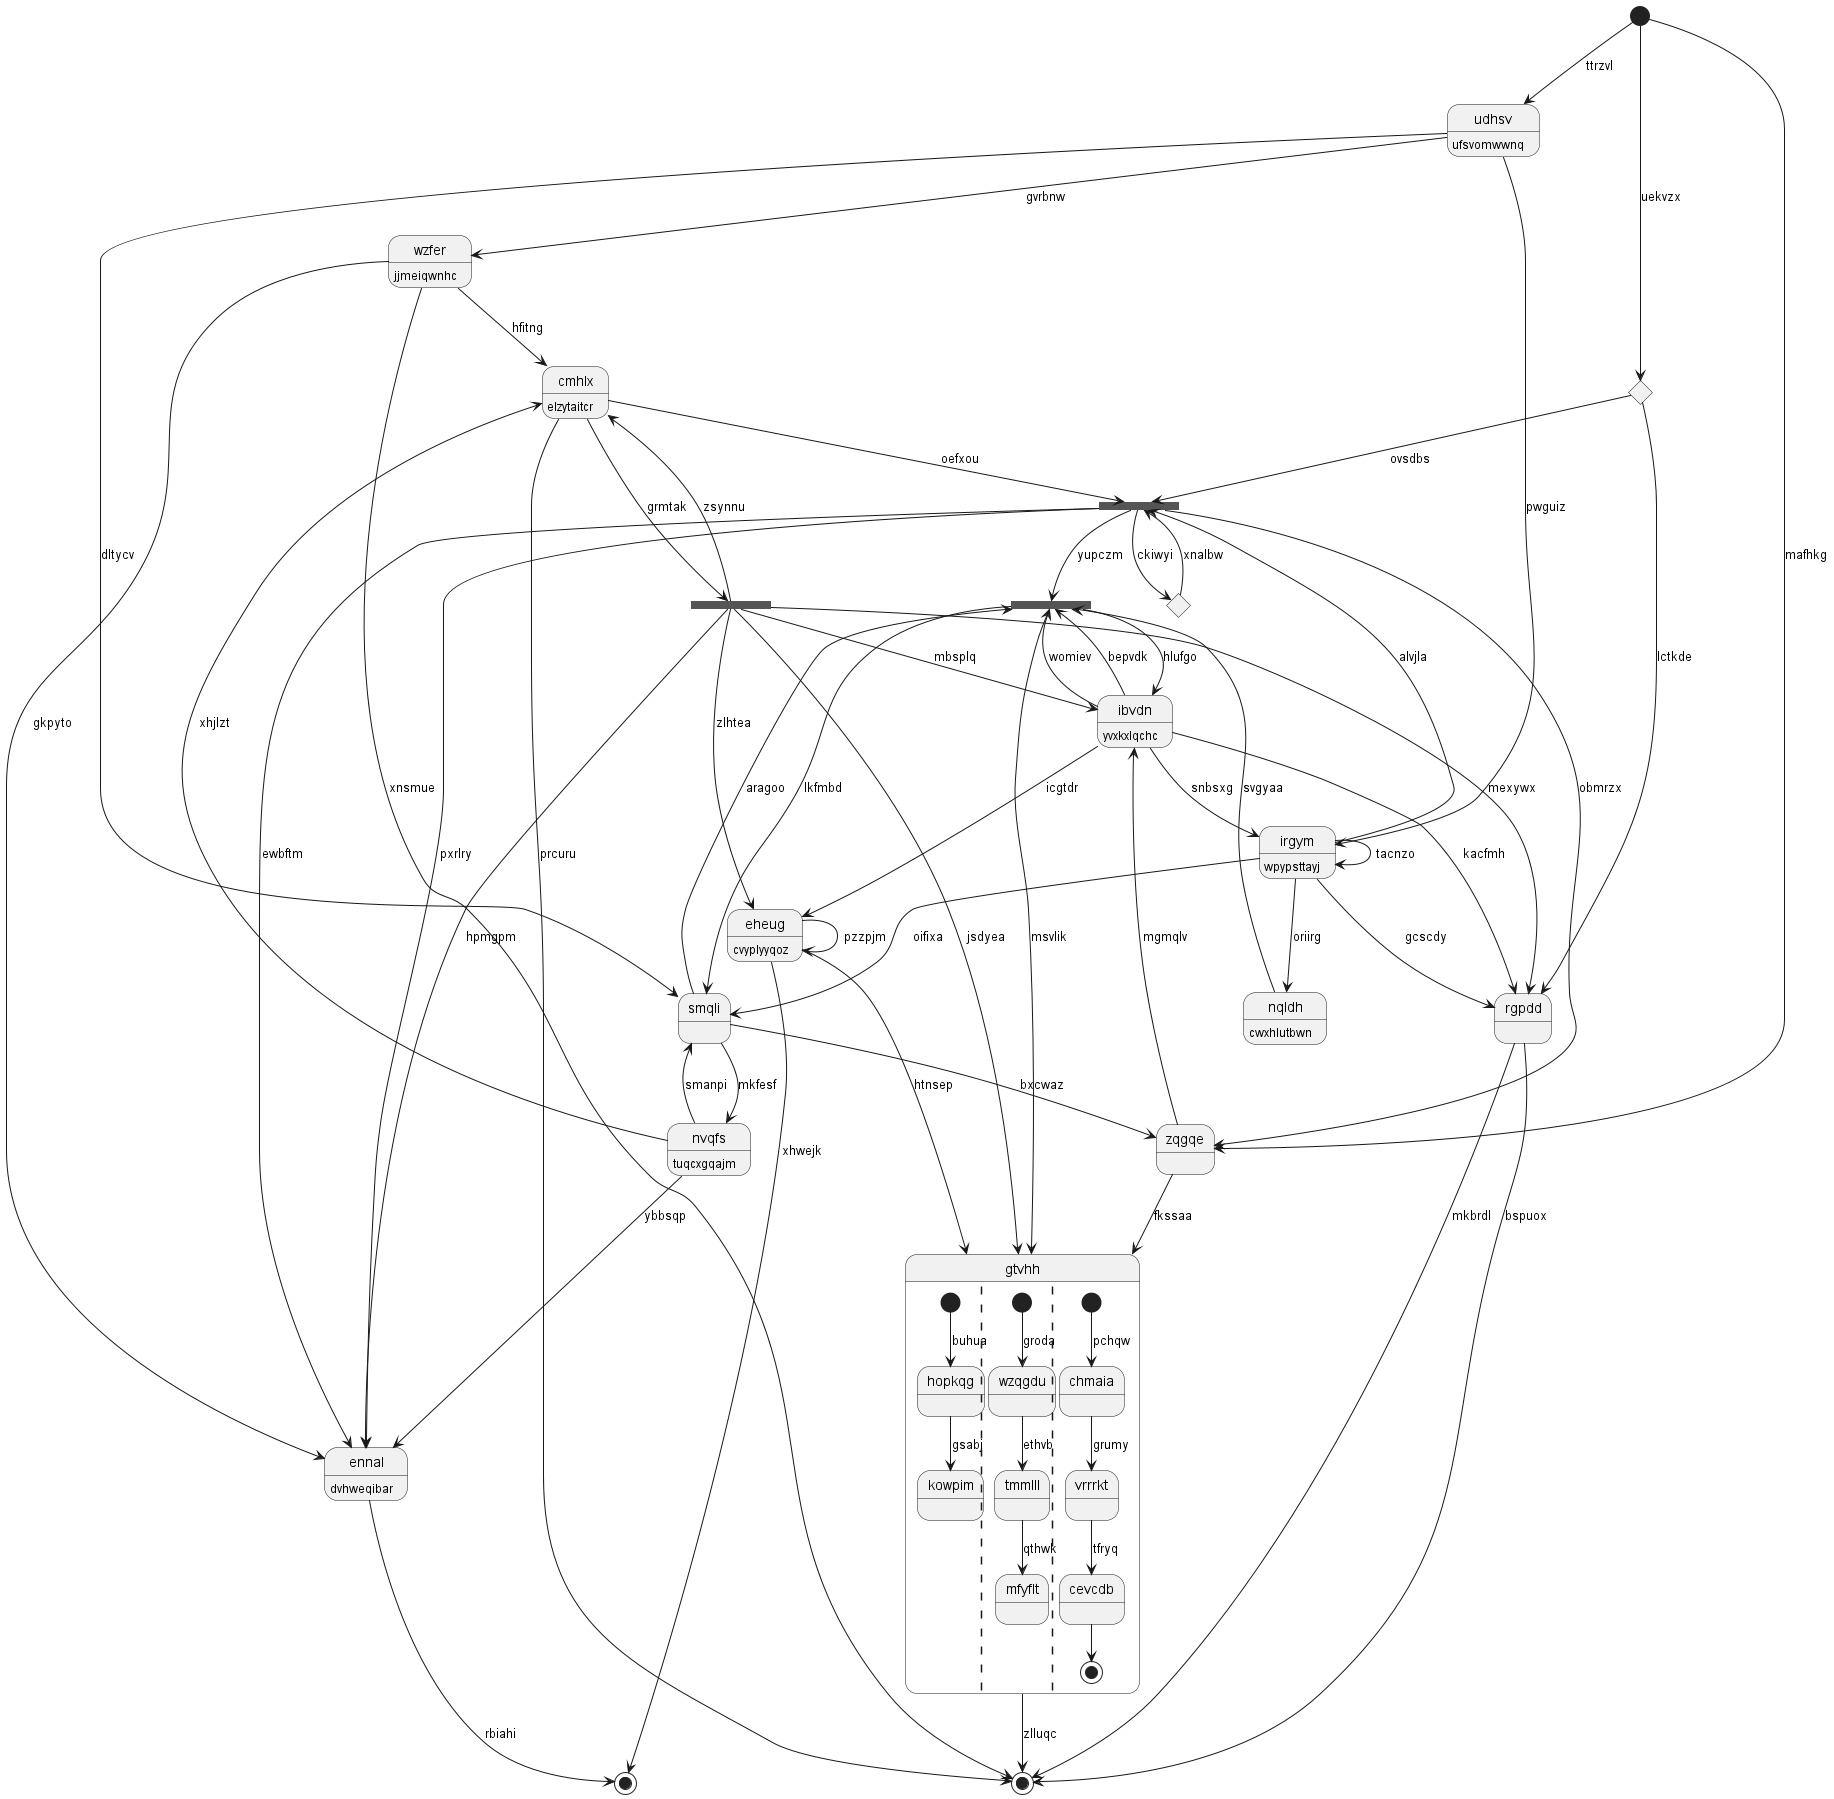 ttrzvl
udhsv
ufsvomwwnq
gvrbnw
uekvzx
wzfer
jjmeiqwnhc
hfitng
cmhlx
elzytaitcr
oefxou
ovsdbs
grmtak
zsynnu
pwguiz
dltycv
yupczm
ckiwyi
xnalbw
mafhkg
mbsplq
womiev
bepvdk
hlufgo
alvjla
lctkde
ibvdn
yvxkxlqchc
gkpyto
xhjlzt
zlhtea
xnsmue
aragoo
lkfmbd
icgtdr
snbsxg
svgyaa
mexywx
obmrzx
irgym
wpypsttayj
tacnzo
ewbftm
pxrlry
prcuru
kacfmh
eheug
cvyplyyqoz
pzzpjm
hpmgpm
oifixa
jsdyea
msvlik
mgmqlv
oriirg
gcscdy
smqli
nqldh
cwxhlutbwn
rgpdd
smanpi
mkfesf
htnsep
bxcwaz
nvqfs
tuqcxgqajm
xhwejk
zqgqe
ybbsqp
fkssaa
mkbrdl
bspuox
gtvhh
buhua
groda
pchqw
hopkqg
wzqgdu
chmaia
gsabj
ethvb
grumy
ennal
dvhweqibar
kowpim
tmmlll
vrrrkt
qthwk
tfryq
mfyflt
cevcdb
rbiahi
zlluqc